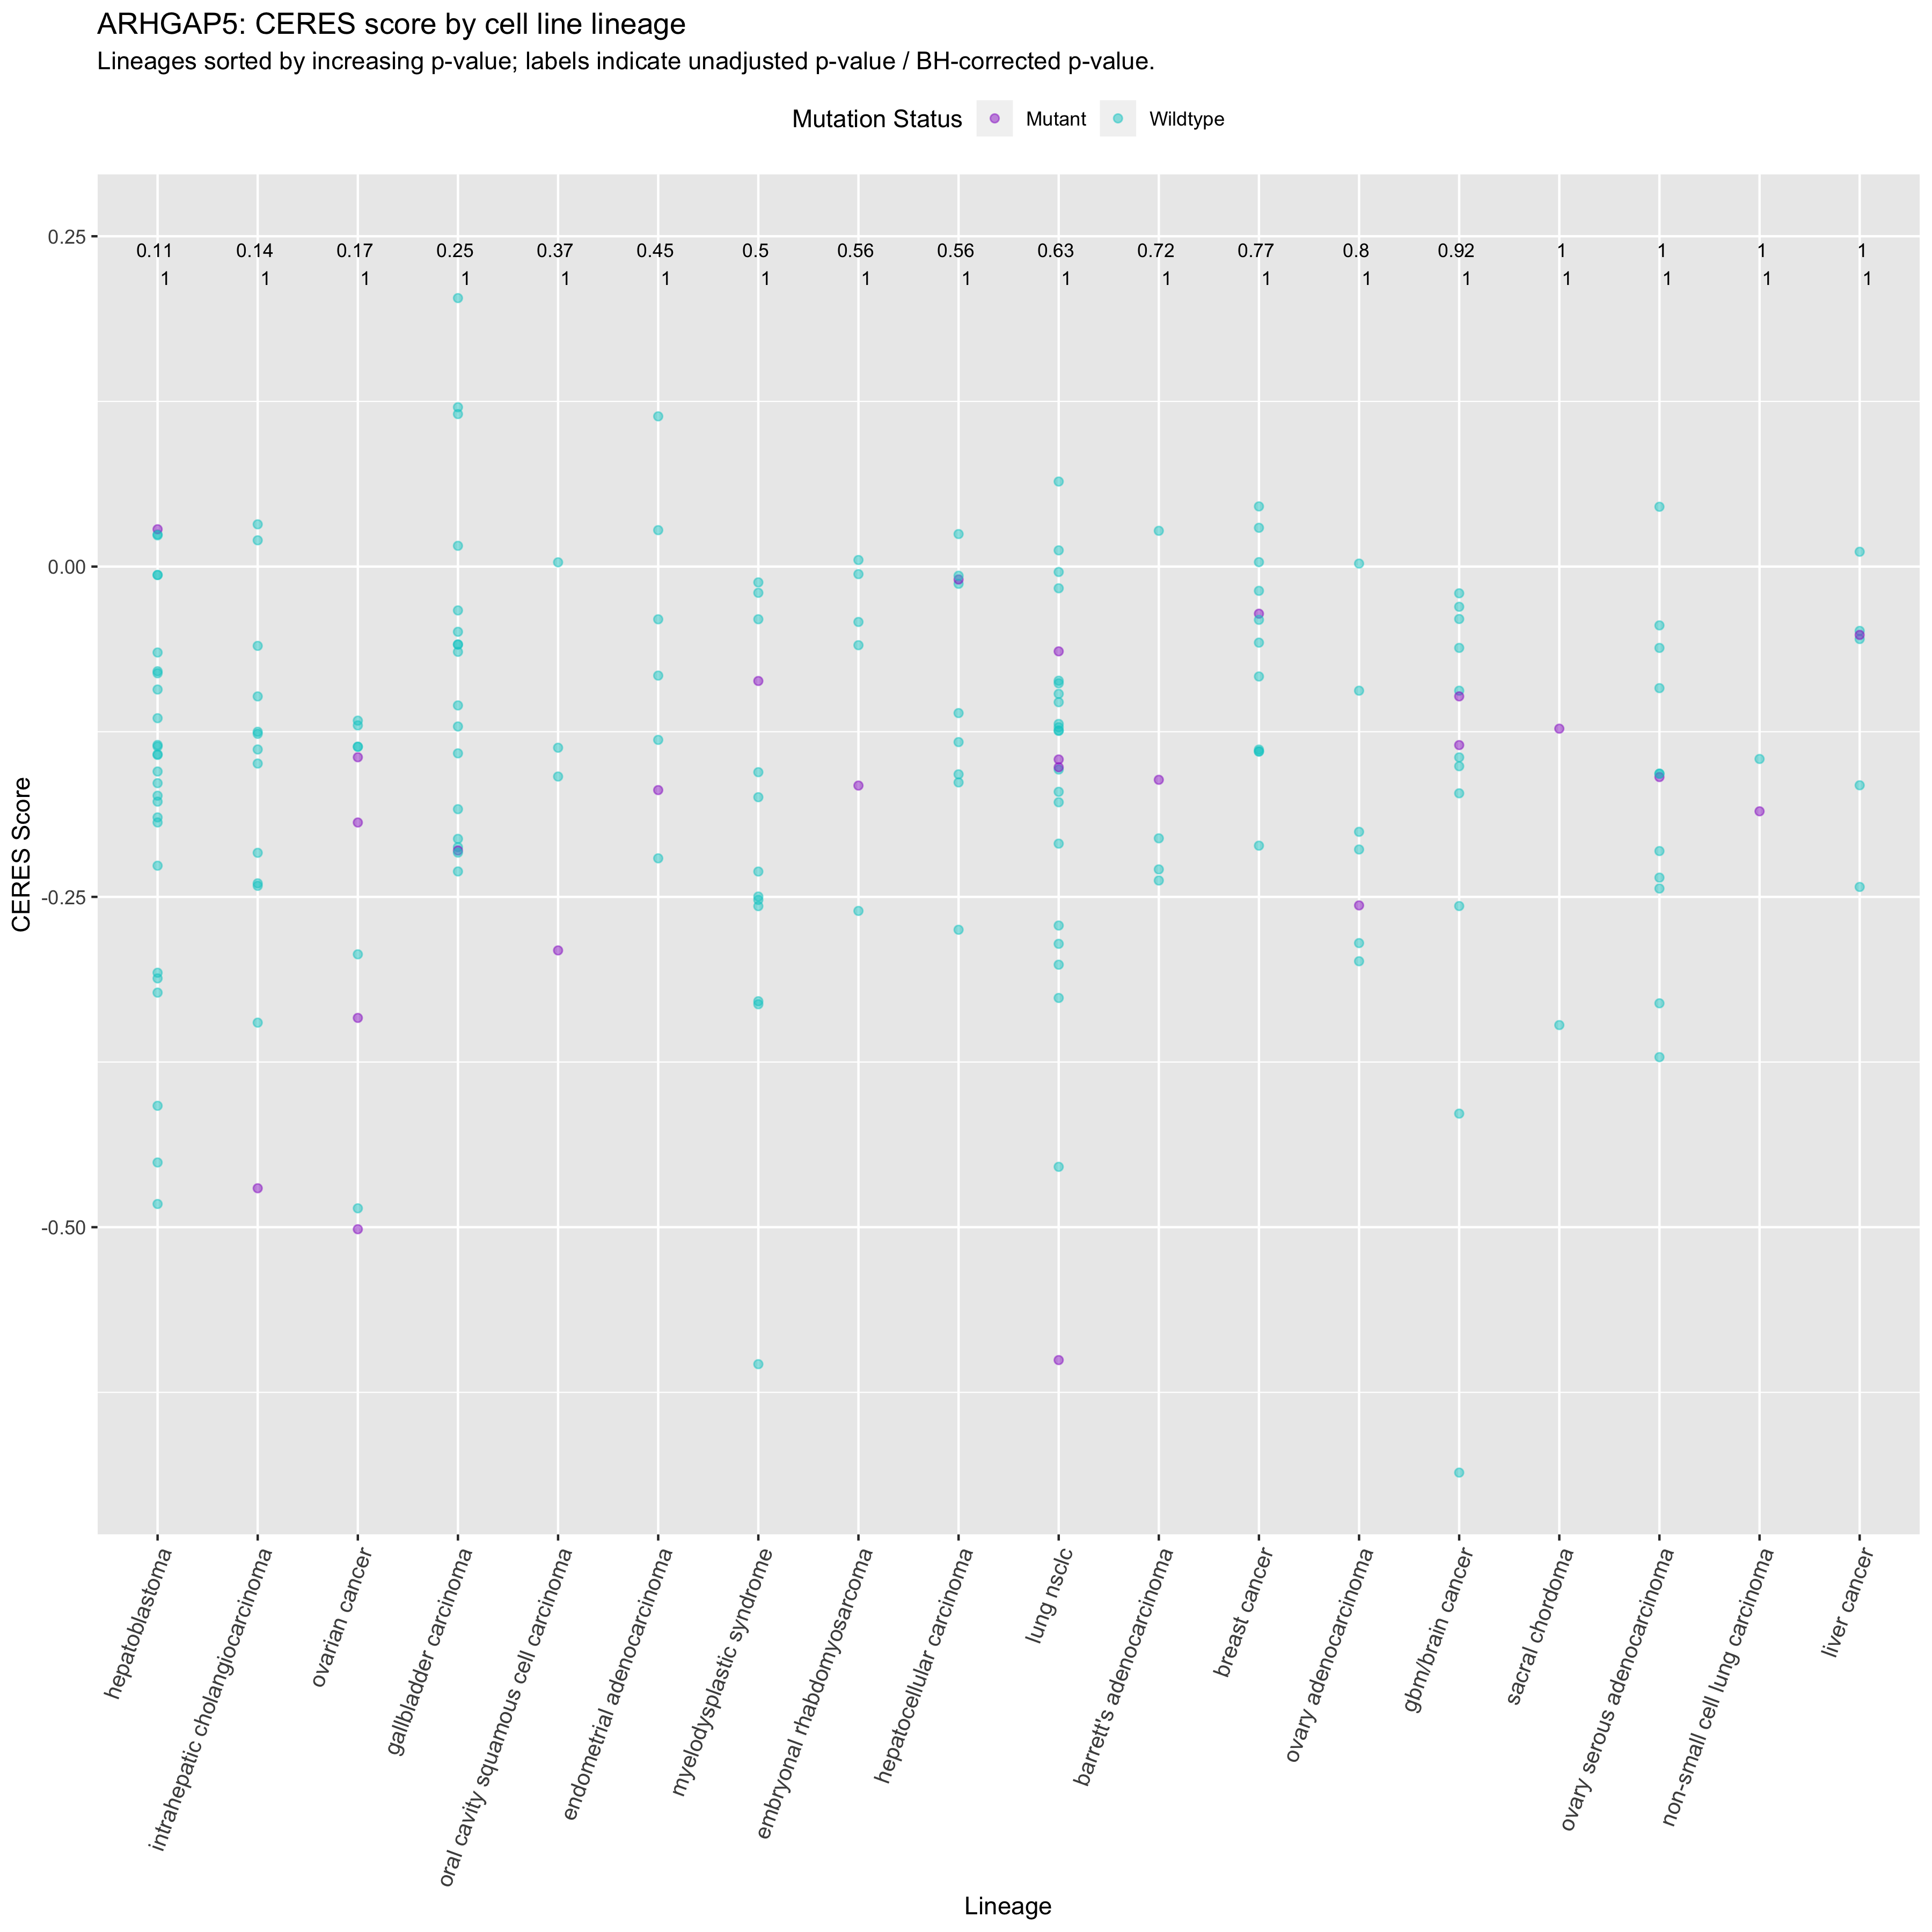 ARHGAP5: CERES score by cell line lineage
Lineages sorted by increasing p-value; labels indicate unadjusted p-value / BH-corrected p-value.
Mutation Status Mutant Wildtype
0.25
0.11 0.14 0.17 0.25 0.37 0.45 0.5 0.56 0.56 0.63 0.72 0.77 0.8 0.92 1 1 1 1
1 1 1 1 1 1 1 1 1 1 1 1 1 1 1 1 1 1
0.00
-0.25
-0.50
CERES Score
hepatoblastoma
intrahepatic cholangiocarcinoma
ovarian cancer
gallbladder carcinoma
oral cavity squamous cell carcinoma
endometrial adenocarcinoma
myelodysplastic syndrome
embryonal rhabdomyosarcoma
hepatocellular carcinoma
lung nsclc
barrett's adenocarcinoma
breast cancer
ovary adenocarcinoma
gbm/brain cancer
sacral chordoma
ovary serous adenocarcinoma
non-small cell lung carcinoma
liver cancer
Lineage